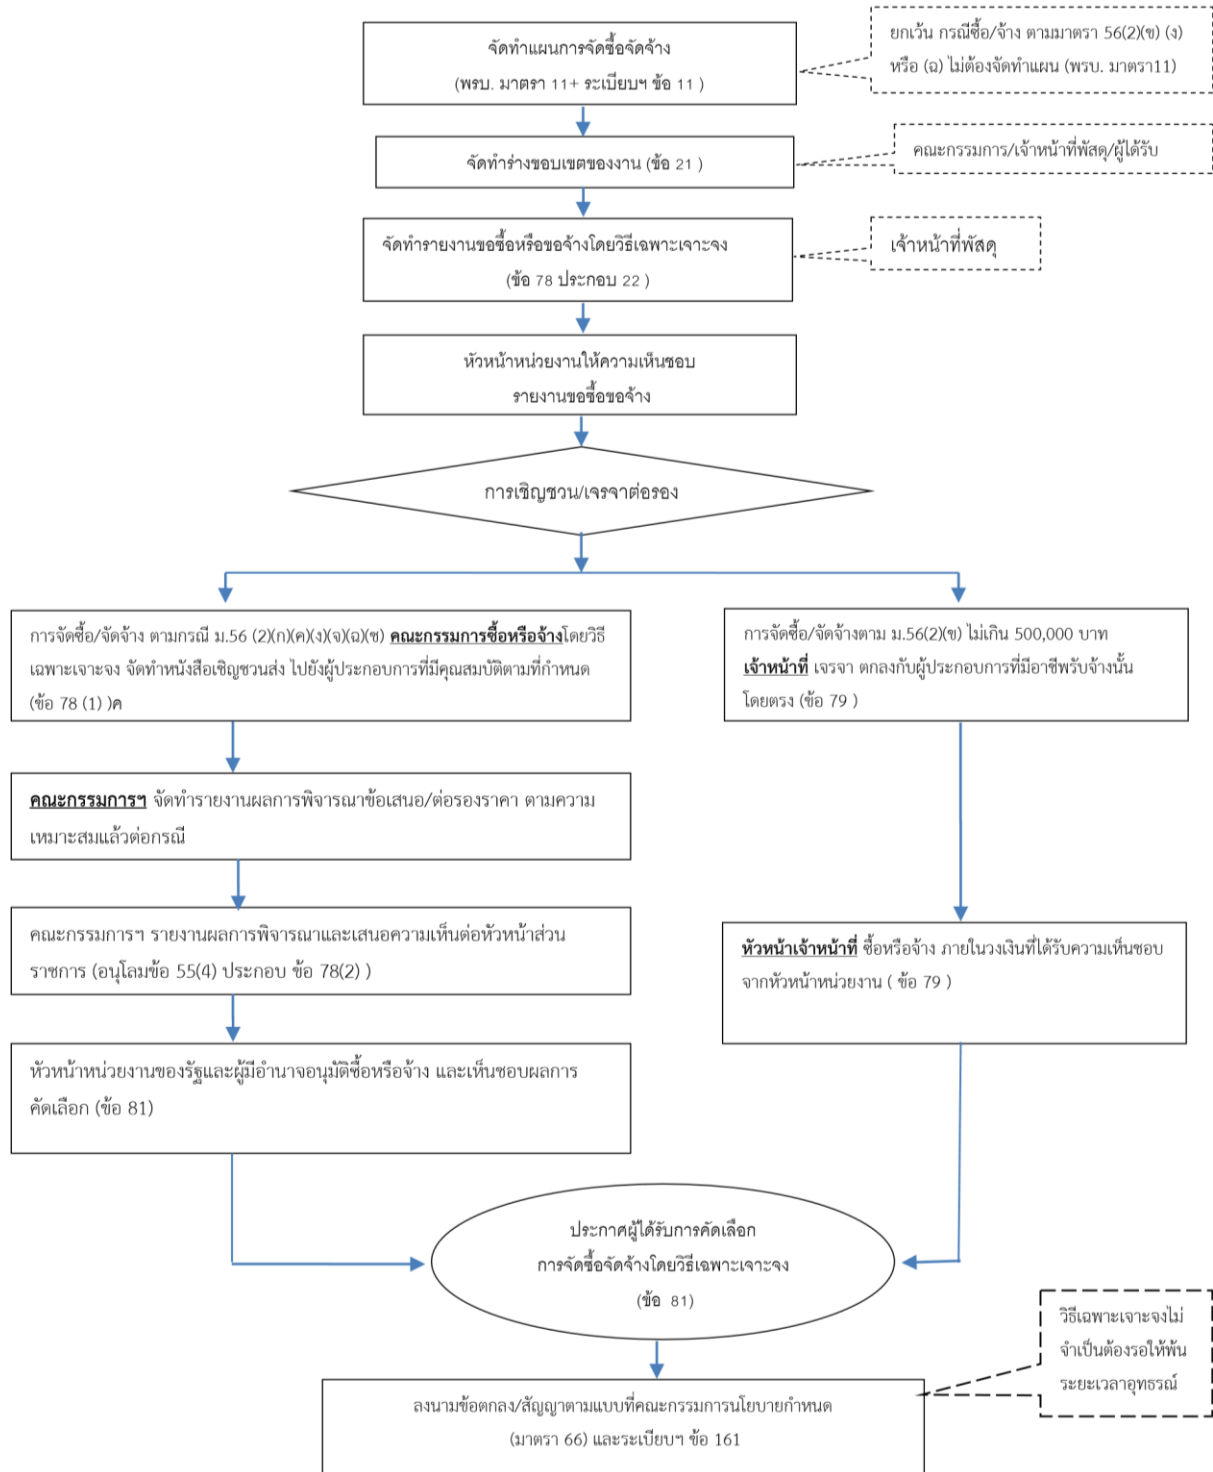 จัดทำแผนการจัดซื้อจัดจ้าง
(พรบ. มาตรา 11+ ระเบียบฯ ข้อ 11 )
ยกเว้น กรณีซื้อ/จ้าง ตามมาตรา 56(2)(ข) (ง)
หรือ (ฉ) ไม่ต้องจัดทำแผน (พรบ. มาตรา11)
จัดทำร่างขอบเขตของงาน (ข้อ 21 )
คณะกรรมการ/เจ้าหน้าที่พัสดุ/ผู้ได้รับ
จัดทำรายงานขอซื้อหรือขอจ้างโดยวิธีเฉพาะเจาะจง
(ข้อ 78 ประกอบ 22 )
เจ้าหน้าที่พัสดุ
หัวหน้าหน่วยงานให้ความเห็นชอบ
รายงานขอซื้อขอจ้าง
การเชิญชวน/เจรจาต่อรอง
การจัดซื้อ/จัดจ้าง ตามกรณี ม.56 (2)(ก)(ค)(ง)(จ)(ฉ)(ช) คณะกรรมการซื้อหรือจ้างโดยวิธี
เฉพาะเจาะจง จัดทำหนังสือเชิญชวนส่ง ไปยังผู้ประกอบการที่มีคุณสมบัติตามที่กำหนด
(ข้อ 78 (1) )ค
การจัดซื้อ/จัดจ้างตาม ม.56(2)(ข) ไม่เกิน 500,000 บาท
เจ้าหน้าที่ เจรจา ตกลงกับผู้ประกอบการที่มีอาชีพรับจ้างนั้น
โดยตรง (ข้อ 79 )
คณะกรรมการฯ จัดทำรายงานผลการพิจารณาข้อเสนอ/ต่อรองราคา ตามความ
เหมาะสมแล้วต่อกรณี
คณะกรรมการฯ รายงานผลการพิจารณาและเสนอความเห็นต่อหัวหน้าส่วน
ราชการ (อนุโลมข้อ 55(4) ประกอบ ข้อ 78(2) )
หัวหน้าเจ้าหน้าที่ ซื้อหรือจ้าง ภายในวงเงินที่ได้รับความเห็นชอบ
จากหัวหน้าหน่วยงาน ( ข้อ 79 )
หัวหน้าหน่วยงานของรัฐและผู้มีอำนาจอนุมัติซื้อหรือจ้าง และเห็นชอบผลการ
คัดเลือก (ข้อ 81)
ประกาศผู้ได้รับการคัดเลือก
การจัดซื้อจัดจ้างโดยวิธีเฉพาะเจาะจง
(ข้อ 81)
วิธีเฉพาะเจาะจงไม่
จำเป็นต้องรอให้พ้น
ระยะเวลาอุทธรณ์
ลงนามข้อตกลง/สัญญาตามแบบที่คณะกรรมการนโยบายกำหนด
(มาตรา 66) และระเบียบฯ ข้อ 161